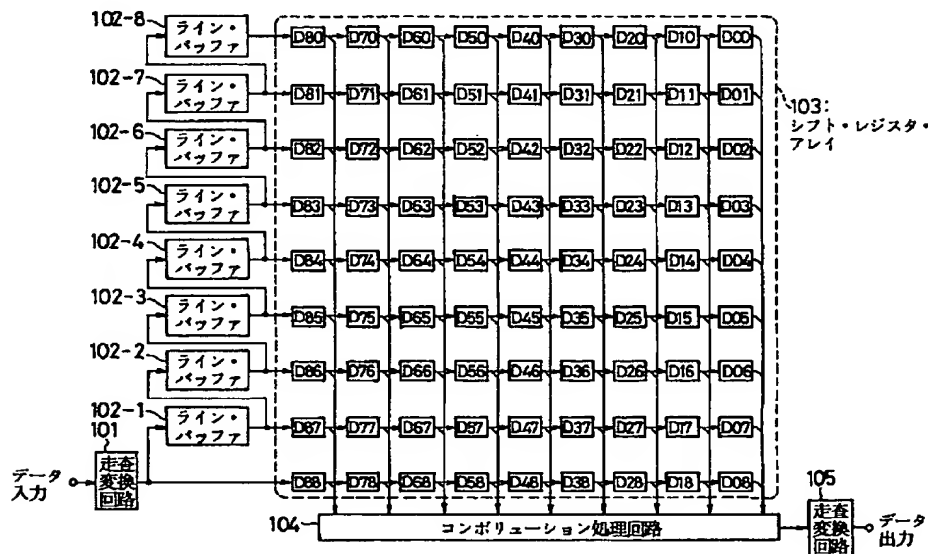 102-8
ライン・
バッファ
D80 D70 D60 D50 D40 D30 D20 D10 D00
102-7
ライン・
バッファ
D81 D71 D61 D51 D41 D31 D21 D11 D01
103:
シフト・レジスタ・
アレイ
102-6
ライン・
バッファ
D82 D72 D62 D52 D42 D32 D22 D12 D02
102-5
ライン・
バッファ
D83 D73 D63 D53 D43 D33 D23 D13 D03
102-4
ライン・
バッファ
D84 D74 D64 D54 D44 D34 D24 D14 D04
102-3
ライン・
バッファ
D85 D75 D65 D55 D45 D35 D25 D15 D05
102-2
ライン・
バッファ
D86 D76 D66 D56 D46 D36 D26 D16 D06
102-1
ライン・
バッファ
D87 D77 D67 D57 D47 D37 D27 D17 D07
101
データ
入力
走査
変換
回路
D88 D78 D68 D58 D48 D38 D28 D18 D08
104
コンボリューション処理回路
105
走査
変換
回路
データ
出力